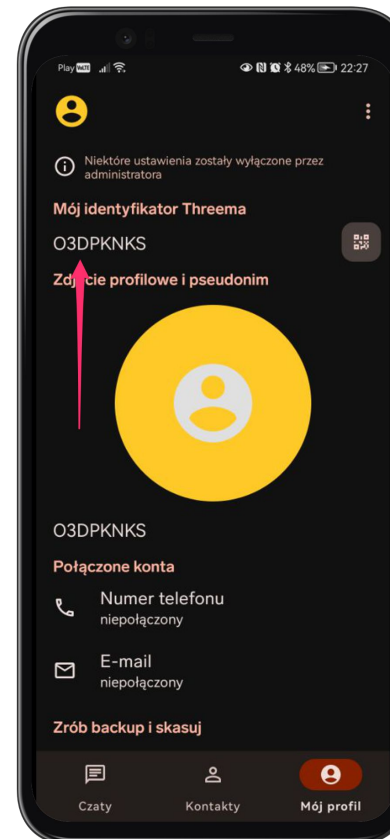 Play VoLTE 48% 22:27
Niektóre ustawienia zostały wyłączone przez
administratora
Mój identyfikator Threema
O3DPKNKS
Zdjęcie profilowe i pseudonim
O3DPKNKS
Połączone konta
Numer telefonu
niepołączony
E-mail
niepołączony
Zrób backup i skasuj
Czaty Kontakty Mój profil